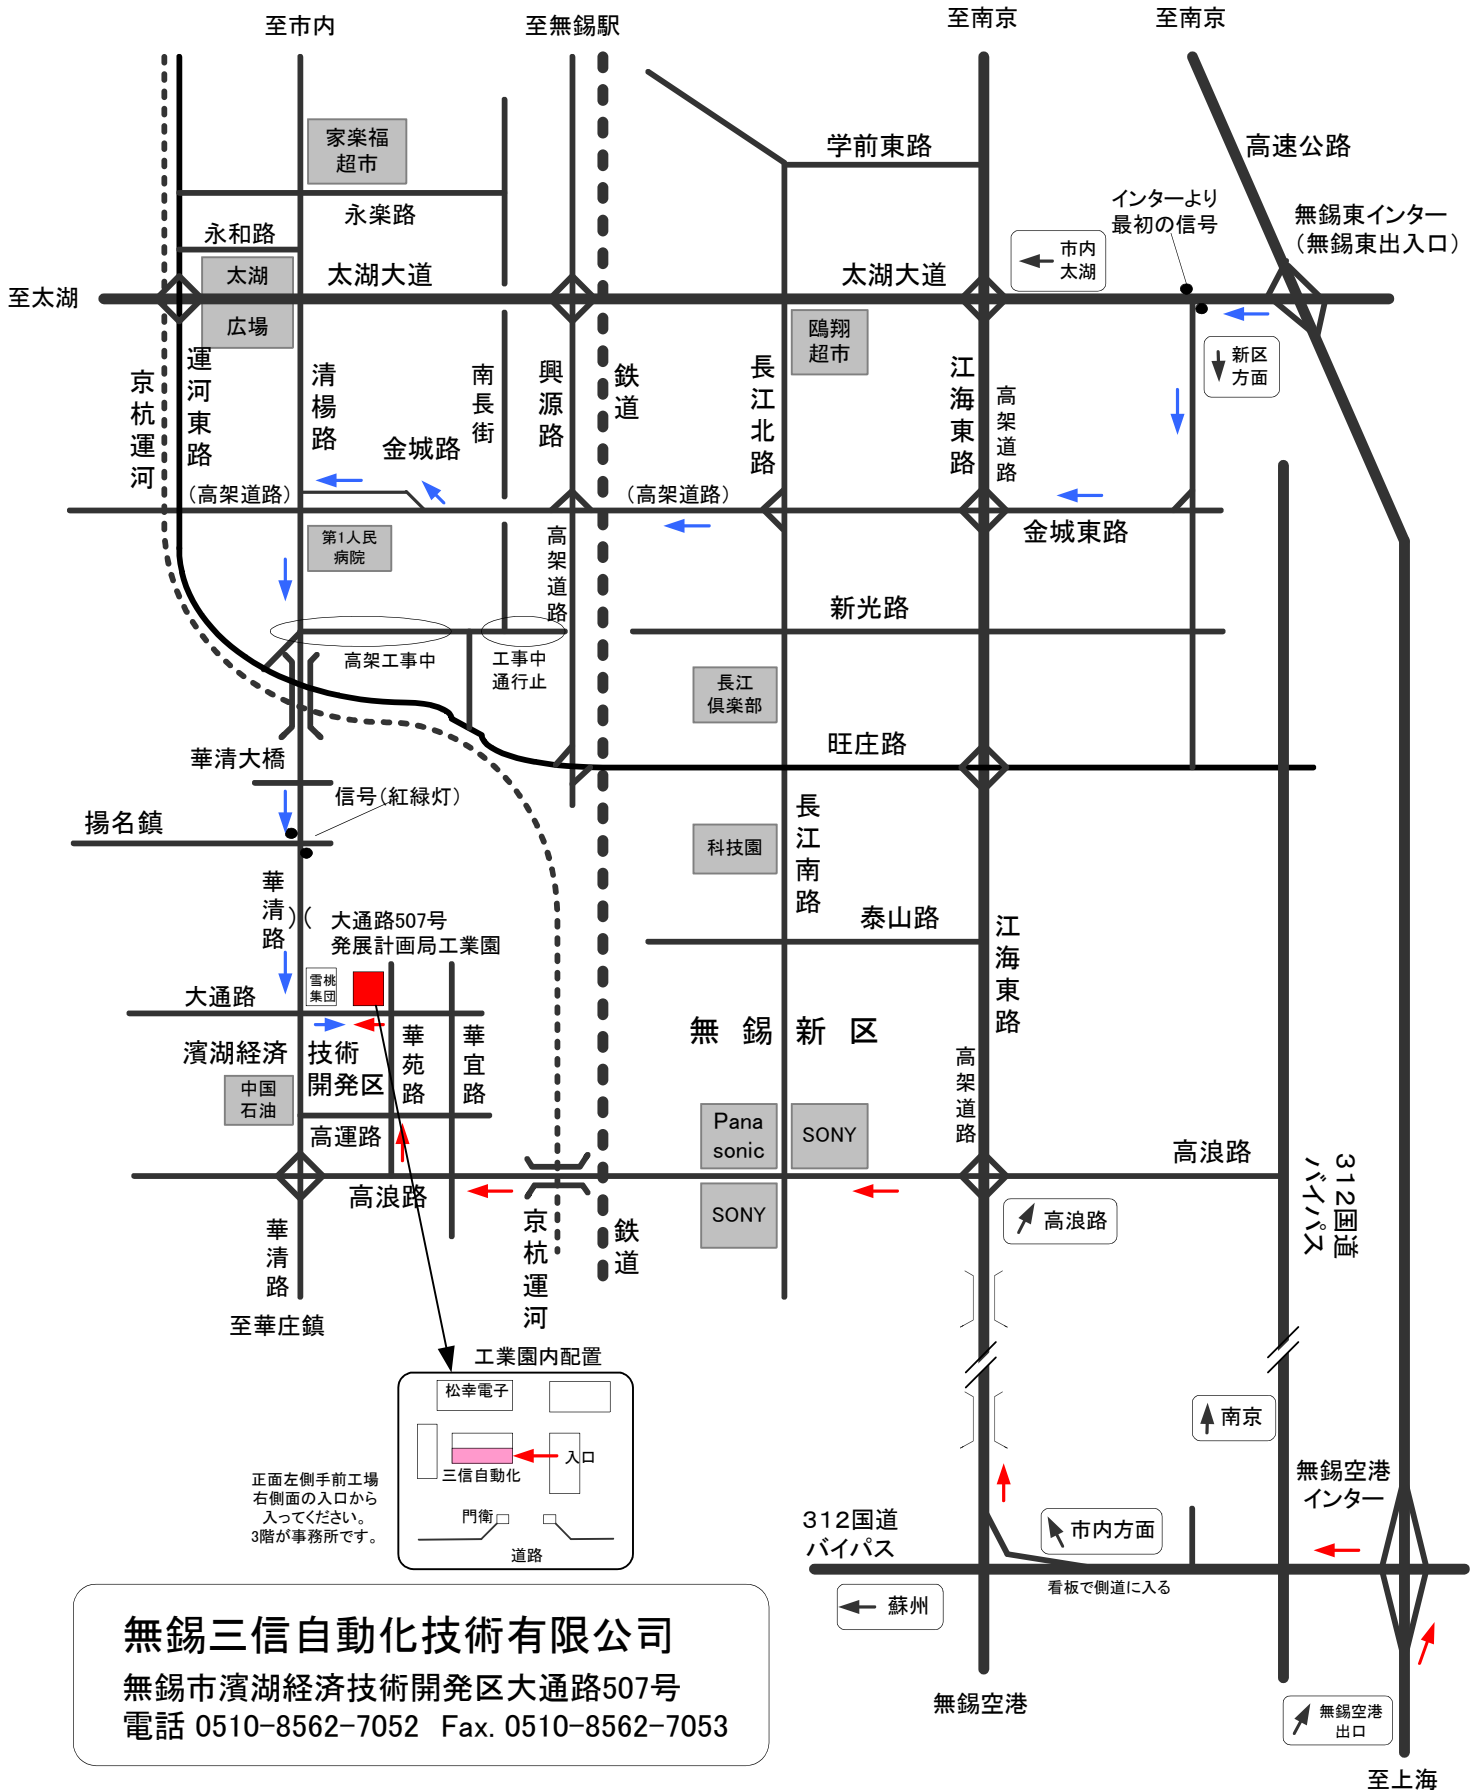 至市内
至無錫駅
至南京
至南京
家楽福
超市
学前東路
高速公路
永楽路
インターより
最初の信号
無錫東インター
(無錫東出入口)
永和路
市内
太湖
太湖
太湖大道
太湖大道
至太湖
広場
鴎翔
超市
新区
方面
京杭運河
運河東路
清楊路
南長街
興源路
鉄道
長江北路
江海東路
高架道路
金城路
(高架道路)
(高架道路)
第1人民
病院
高架道路
金城東路
新光路
高架工事中
工事中
通行止
長江
倶楽部
華清大橋
旺庄路
信号(紅緑灯)
揚名鎮
長江南路
科技園
華清路
)(
大通路507号
発展計画局工業園
泰山路
江海東路
雪桃
集団
大通路
無錫新区
濱湖経済
技術
開発区
華苑路
華宜路
高架道路
中国
石油
Pana
sonic
SONY
高運路
高浪路
高浪路
312国道
バイパス
SONY
高浪路
華清路
京杭運河
鉄道
至華庄鎮
工業園内配置
松幸電子
南京
入口
三信自動化
正面左側手前工場
右側面の入口から
入ってください。
3階が事務所です。
門衛
道路
無錫空港
インター
312国道
バイパス
市内方面
看板で側道に入る
蘇州
無錫三信自動化技術有限公司
無錫市濱湖経済技術開発区大通路507号
電話 0510-8562-7052 Fax. 0510-8562-7053
無錫空港
無錫空港
出口
至上海